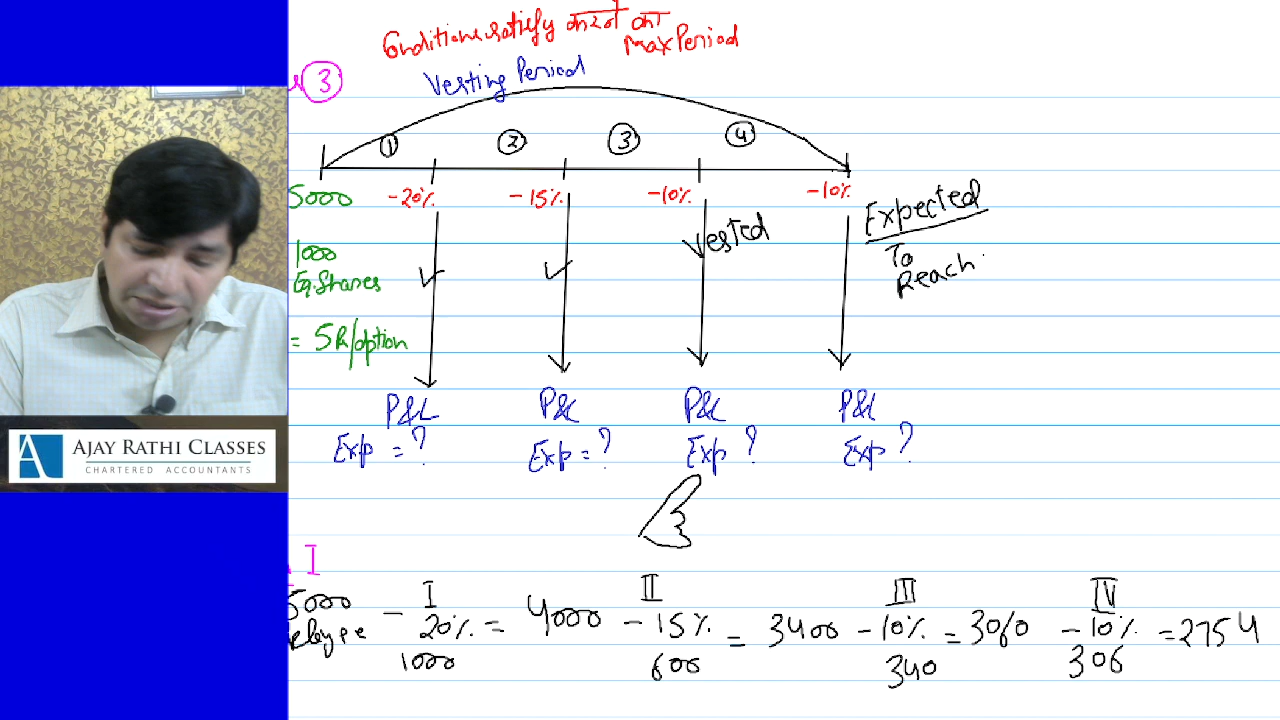 Conditions satisfy करने का
max Period
Vesting Period
3
1 2 3 4
5000 -20% -15% -10% -10%
Expected
Vested
To
Reach.
1000
Eq. Shares
= 5R/option
P&L P&L P&L P&L
Exp = ? Exp = ? Exp ? Exp ?
AJAY RATHI CLASSES
CHARTERED ACCOUNTANTS
I
I II III IV
5000 - 20% = 4000 - 15% = 3400 - 10% = 3060 - 10% = 2754
1000 600 340 306